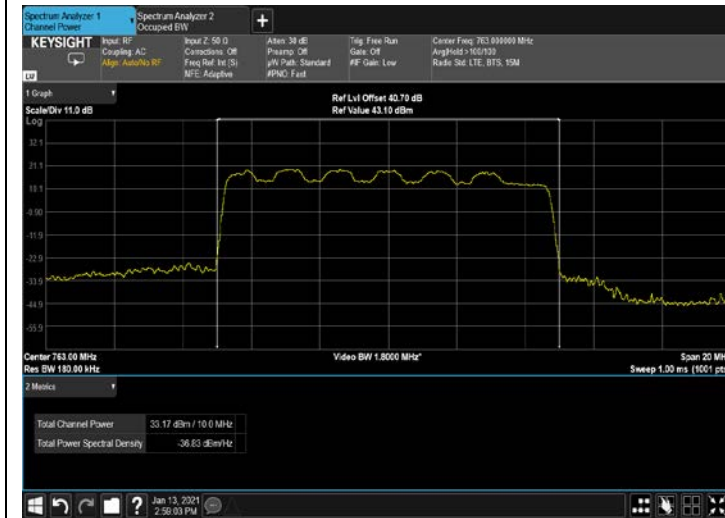 Spectrum Analyzer 1
Channel Power
Spectrum Analyzer 2
Occupied BW
KEYSIGHT
Input: RF
Coupling: AC
Align: Auto/No RF
Input Z: 50 Ω
Corrections: Off
Freq Ref: Int (S)
NFE: Adaptive
Atten: 30 dB
Preamp: Off
µW Path: Standard
#PNO: Fast
Trig: Free Run
Gate: Off
#IF Gain: Low
Center Freq: 763.000000 MHz
Avg|Hold:>100/100
Radio Std: LTE, BTS, 15M
1 Graph
Scale/Div 11.0 dB
Ref Lvl Offset 40.70 dB
Ref Value 43.10 dBm
Log
32.1
21.1
10.1
-0.90
-11.9
-22.9
-33.9
-44.9
-55.9
Center 763.00 MHz
Video BW 1.8000 MHz*
Span 20 MH
Res BW 180.00 kHz
Sweep 1.00 ms (1001 pts
2 Metrics
Total Channel Power 33.17 dBm / 10.0 MHz
Total Power Spectral Density -36.83 dBm/Hz
Jan 13, 2021
2:59:03 PM